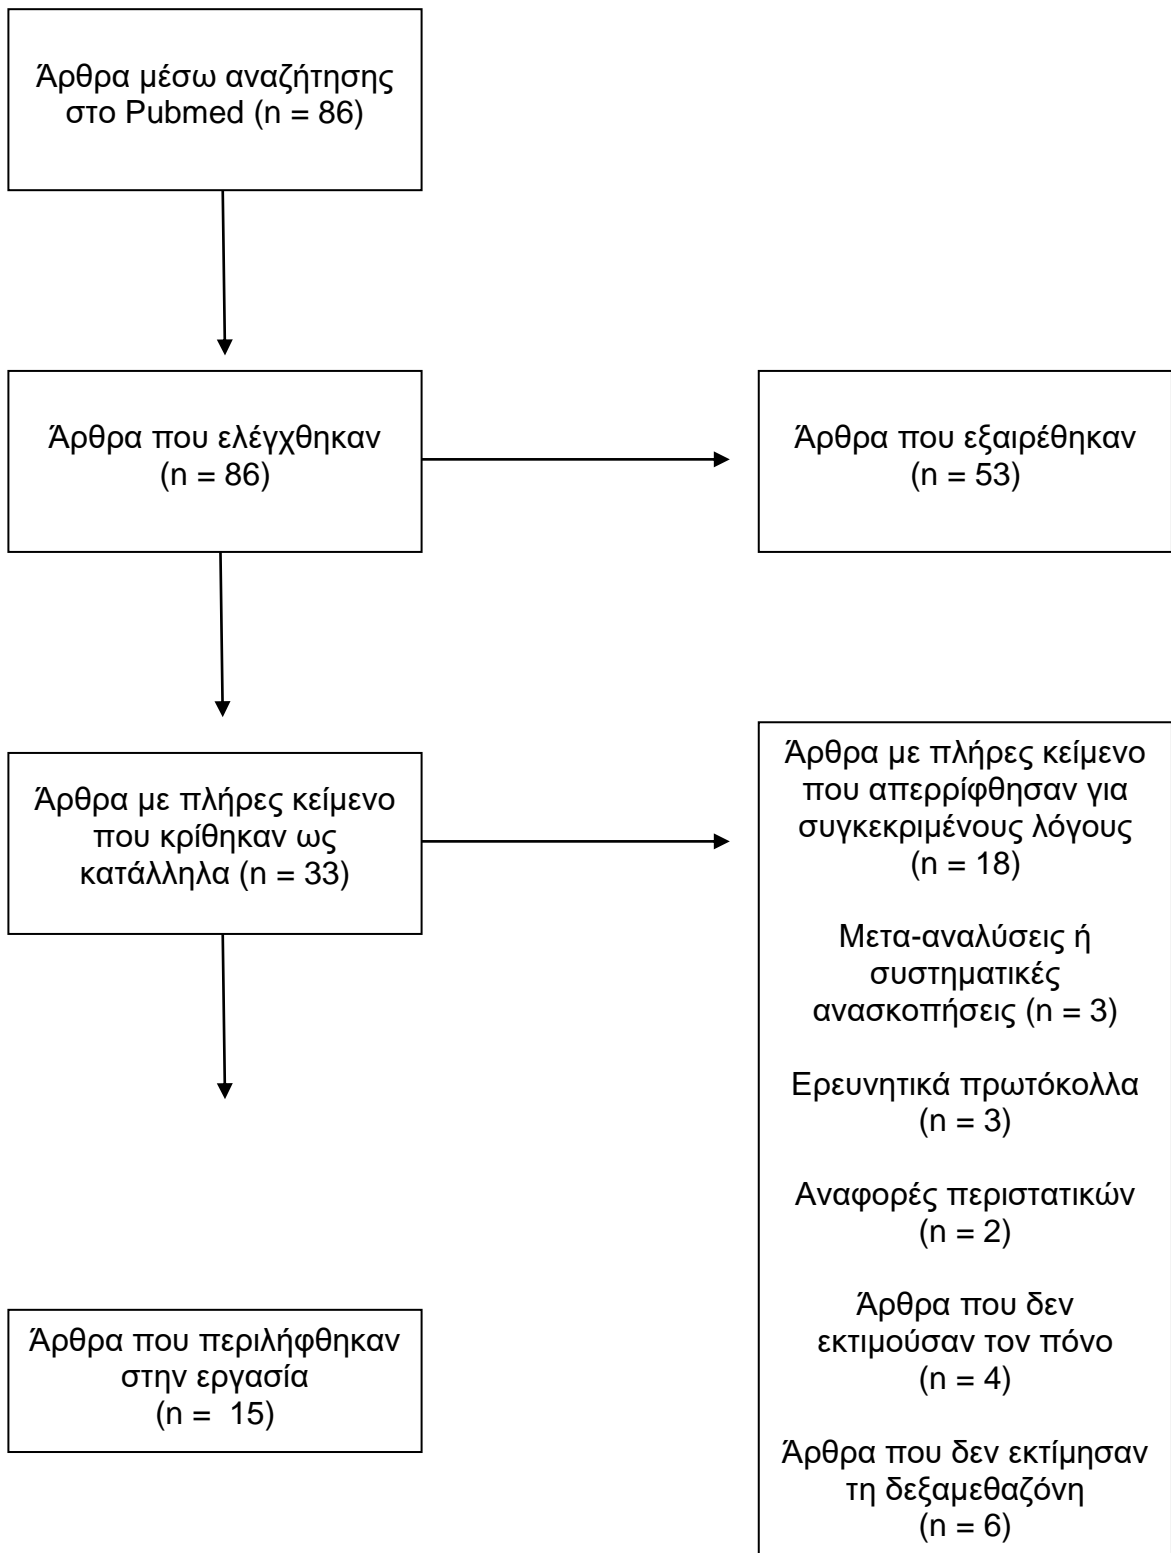 Άρθρα μέσω αναζήτησης
στο Pubmed (n = 86)
Άρθρα που ελέγχθηκαν
(n = 86)
Άρθρα που εξαιρέθηκαν
(n = 53)
Άρθρα με πλήρες κείμενο
που κρίθηκαν ως
κατάλληλα (n = 33)
Άρθρα με πλήρες κείμενο
που απερρίφθησαν για
συγκεκριμένους λόγους
(n = 18)
Μετα-αναλύσεις ή
συστηματικές
ανασκοπήσεις (n = 3)
Ερευνητικά πρωτόκολλα
(n = 3)
Αναφορές περιστατικών
(n = 2)
Άρθρα που δεν
εκτιμούσαν τον πόνο
(n = 4)
Άρθρα που δεν εκτίμησαν
τη δεξαμεθαζόνη
(n = 6)
Άρθρα που περιλήφθηκαν
στην εργασία
(n =  15)